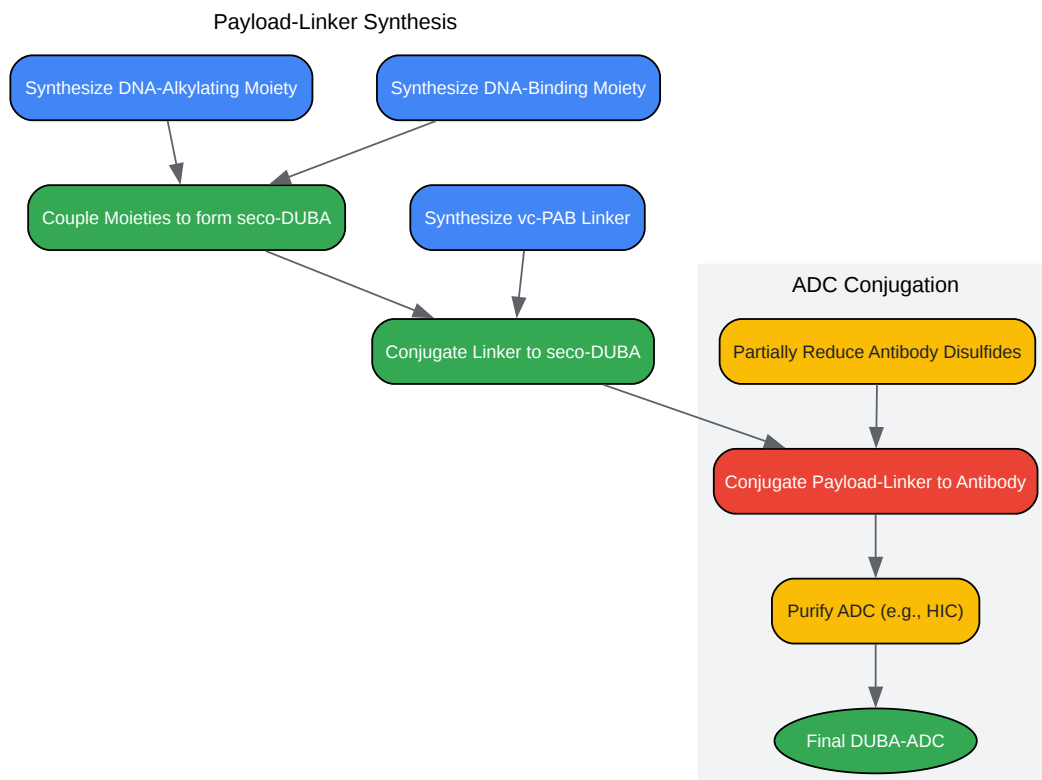 Payload-Linker Synthesis
Synthesize DNA-Alkylating Moiety
Synthesize DNA-Binding Moiety
Couple Moieties to form seco-DUBA
Synthesize vc-PAB Linker
Conjugate Linker to seco-DUBA
ADC Conjugation
Partially Reduce Antibody Disulfides
Conjugate Payload-Linker to Antibody
Purify ADC (e.g., HIC)
Final DUBA-ADC